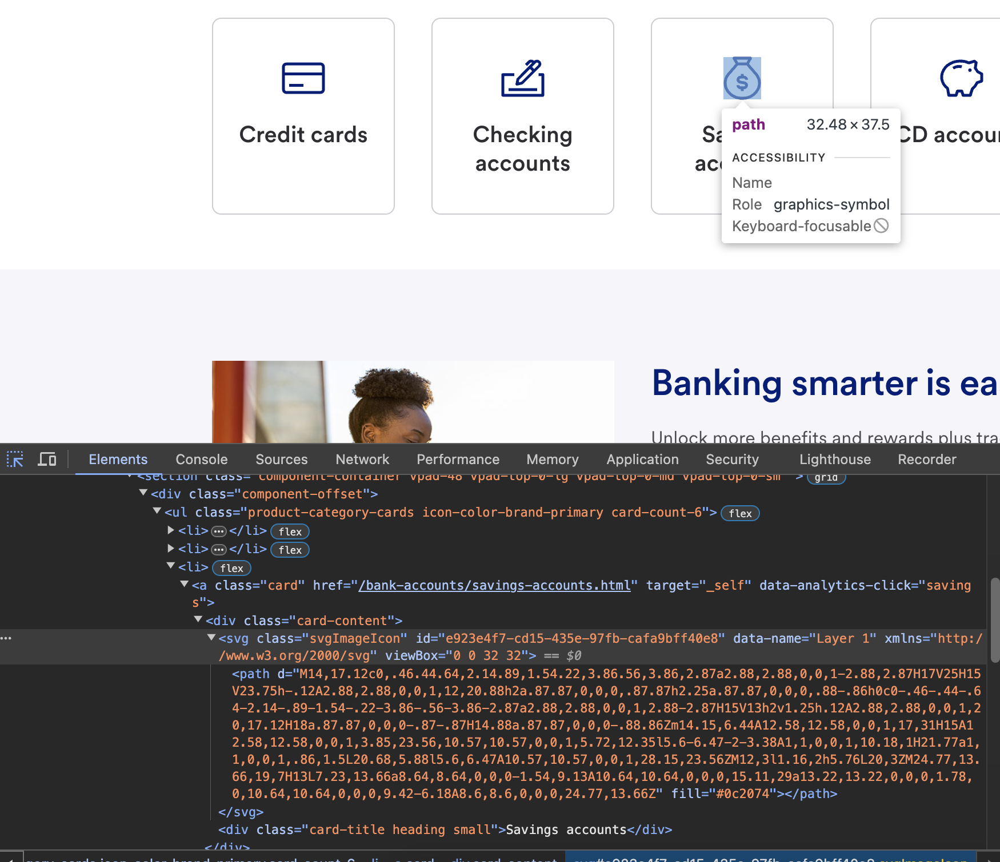 Credit cards
Checking
accounts
Sa
acc
CD accou
path 32.48 × 37.5
ACCESSIBILITY
Name
Role graphics-symbol
Keyboard-focusable
Banking smarter is ea
Unlock more benefits and rewards plus tra
Elements Console Sources Network Performance Memory Application Security Lighthouse Recorder
<section class="component-container vpad-48 vpad-top-0-lg vpad-top-0-md vpad-top-0-sm "> grid
<div class="component-offset">
<ul class="product-category-cards icon-color-brand-primary card-count-6"> flex
<li>…</li> flex
<li>…</li> flex
<li> flex
<a class="card" href="/bank-accounts/savings-accounts.html" target="_self" data-analytics-click="saving
s">
<div class="card-content">
<svg class="svgImageIcon" id="e923e4f7-cd15-435e-97fb-cafa9bff40e8" data-name="Layer 1" xmlns="http:/
/www.w3.org/2000/svg" viewBox="0 0 32 32"> == $0
<path d="M14,17.12c0,.46.44.64,2.14.89,1.54.22,3.86.56,3.86,2.87a2.88,2.88,0,0,1-2.88,2.87H17V25H15
V23.75h-.12A2.88,2.88,0,0,1,12,20.88h2a.87.87,0,0,0,.87.87h2.25a.87.87,0,0,0,.88-.86h0c0-.46-.44-.6
4-2.14-.89-1.54-.22-3.86-.56-3.86-2.87a2.88,2.88,0,0,1,2.88-2.87H15V13h2v1.25h.12A2.88,2.88,0,0,1,2
0,17.12H18a.87.87,0,0,0-.87-.87H14.88a.87.87,0,0,0-.88.86Zm14.15,6.44A12.58,12.58,0,0,1,17,31H15A1
2.58,12.58,0,0,1,3.85,23.56,10.57,10.57,0,0,1,5.72,12.35l5.6-6.47-2-3.38A1,1,0,0,1,10.18,1H21.77a1,
1,0,0,1,.86,1.5L20.68,5.88l5.6,6.47A10.57,10.57,0,0,1,28.15,23.56ZM12,3l1.16,2h5.76L20,3ZM24.77,13.
66,19,7H13L7.23,13.66a8.64,8.64,0,0,0-1.54,9.13A10.64,10.64,0,0,0,15.11,29a13.22,13.22,0,0,0,1.78,
0,10.64,10.64,0,0,0,9.42-6.18A8.6,8.6,0,0,0,24.77,13.66Z" fill="#0c2074"></path>
</svg>
<div class="card-title heading small">Savings accounts</div>
</div>